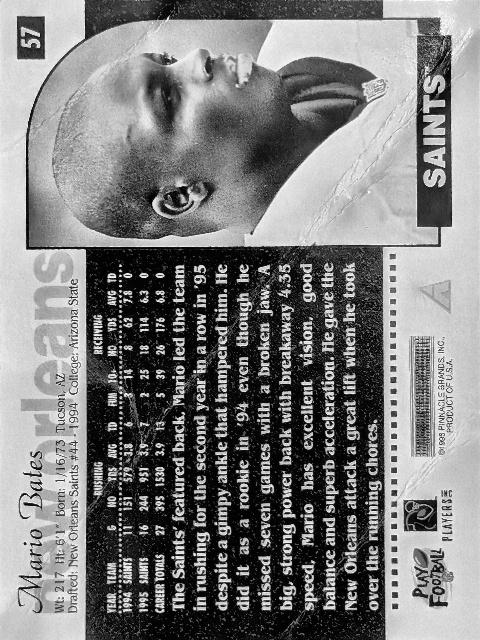 57
SAINTS
new orleans
Mario Bates
Wt: 217 Ht: 6'1" Born: 1/16/73 Tucson, AZ
Drafted: New Orleans Saints #44 - 1994 College: Arizona State
RUSHING RECEIVING
YEAR TEAM G NO YDS AVG TD NO YDS AVG TD
1994 SAINTS 11 151 579 3.8 6 14 8 62 7.8 0
1995 SAINTS 16 244 951 3.9 7 2 25 18 114 6.3 0
CAREER TOTALS 27 395 1530 3.9 13 5 39 26 176 6.8 0
The Saints' featured back, Mario led the team
in rushing for the second year in a row in '95
despite a gimpy ankle that hampered him. He
did it as a rookie in '94 even though he
missed seven games with a broken jaw. A
big, strong power back with breakaway 4.35
speed, Mario has excellent vision, good
balance and superb acceleration. He gave the
New Orleans attack a great lift when he took
over the running chores.
PLAY
FOOTBALL
PLAYERS INC
PINNACLE BRANDS, INC.
PRODUCT OF U.S.A.